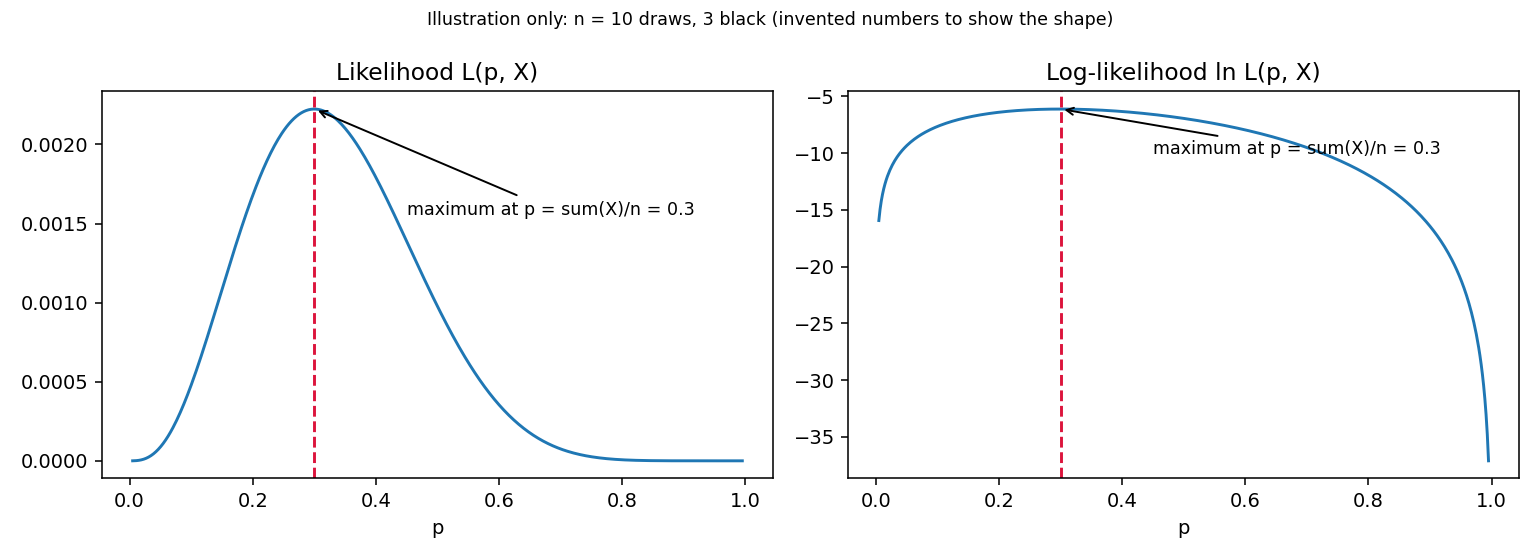 Illustration only: n = 10 draws, 3 black (invented numbers to show the shape)
Likelihood L(p, X)
0.0020
0.0015
0.0010
0.0005
0.0000
maximum at p = sum(X)/n = 0.3
0.0 0.2 0.4 0.6 0.8 1.0
p
Log-likelihood ln L(p, X)
−5
−10
−15
−20
−25
−30
−35
maximum at p = sum(X)/n = 0.3
0.0 0.2 0.4 0.6 0.8 1.0
p